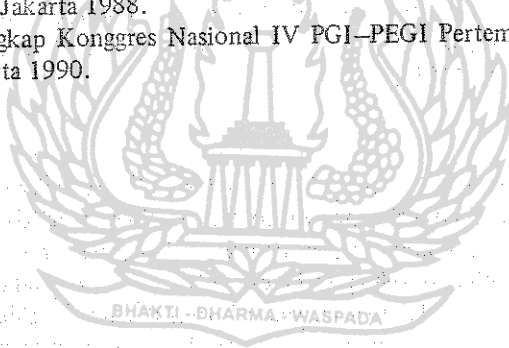 Jakarta 1988.
gkap Konggres Nasional IV PGI–PEGI Pertem
ta 1990.
BHAKTI - DHARMA - WASPADA